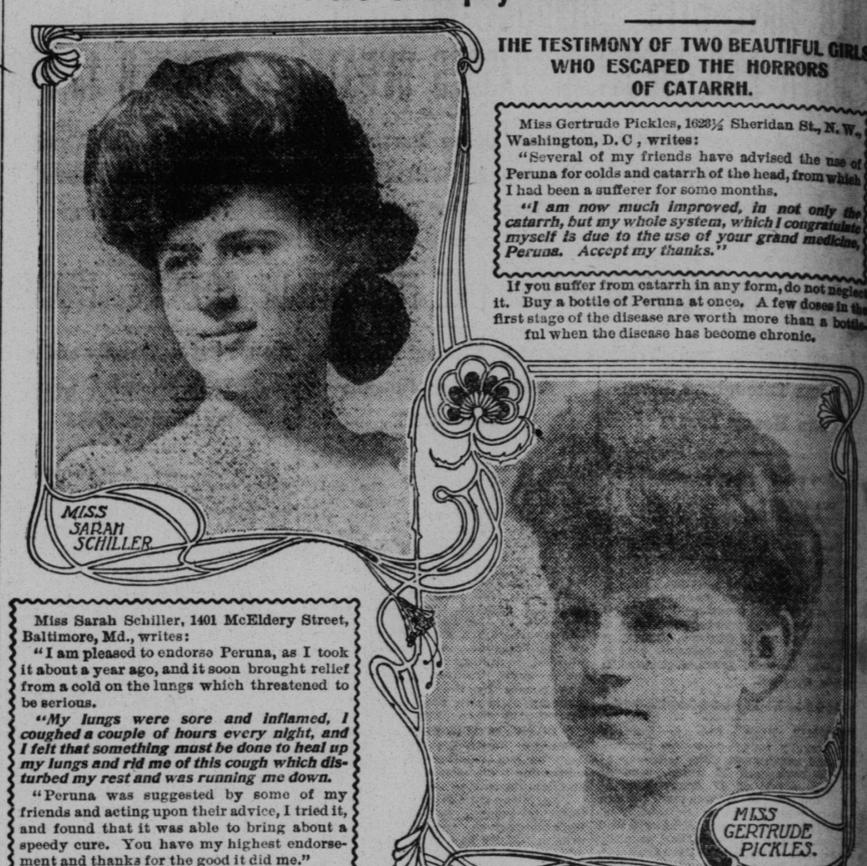 THE TESTIMONY OF TWO BEAUTIFUL GIRLS
WHO ESCAPED THE HORRORS
OF CATARRH.
Miss Gertrude Pickles, 1623½ Sheridan St., N. W.,
Washington, D. C , writes:
"Several of my friends have advised the use of
Peruna for colds and catarrh of the head, from which
I had been a sufferer for some months.
"I am now much improved, in not only the
catarrh, but my whole system, which I congratulate
myself is due to the use of your grand medicine,
Peruna. Accept my thanks."
If you suffer from catarrh in any form, do not neglect
it. Buy a bottle of Peruna at once. A few doses in the
first stage of the disease are worth more than a bottle
ful when the disease has become chronic.
MISS
SARAH
SCHILLER
Miss Sarah Schiller, 1401 McEldery Street,
Baltimore, Md., writes:
"I am pleased to endorse Peruna, as I took
it about a year ago, and it soon brought relief
from a cold on the lungs which threatened to
be serious.
"My lungs were sore and inflamed, I
coughed a couple of hours every night, and
I felt that something must be done to heal up
my lungs and rid me of this cough which dis-
turbed my rest and was running me down.
"Peruna was suggested by some of my
friends and acting upon their advice, I tried it,
and found that it was able to bring about a
speedy cure. You have my highest endorse-
ment and thanks for the good it did me."
MISS
GERTRUDE
PICKLES.